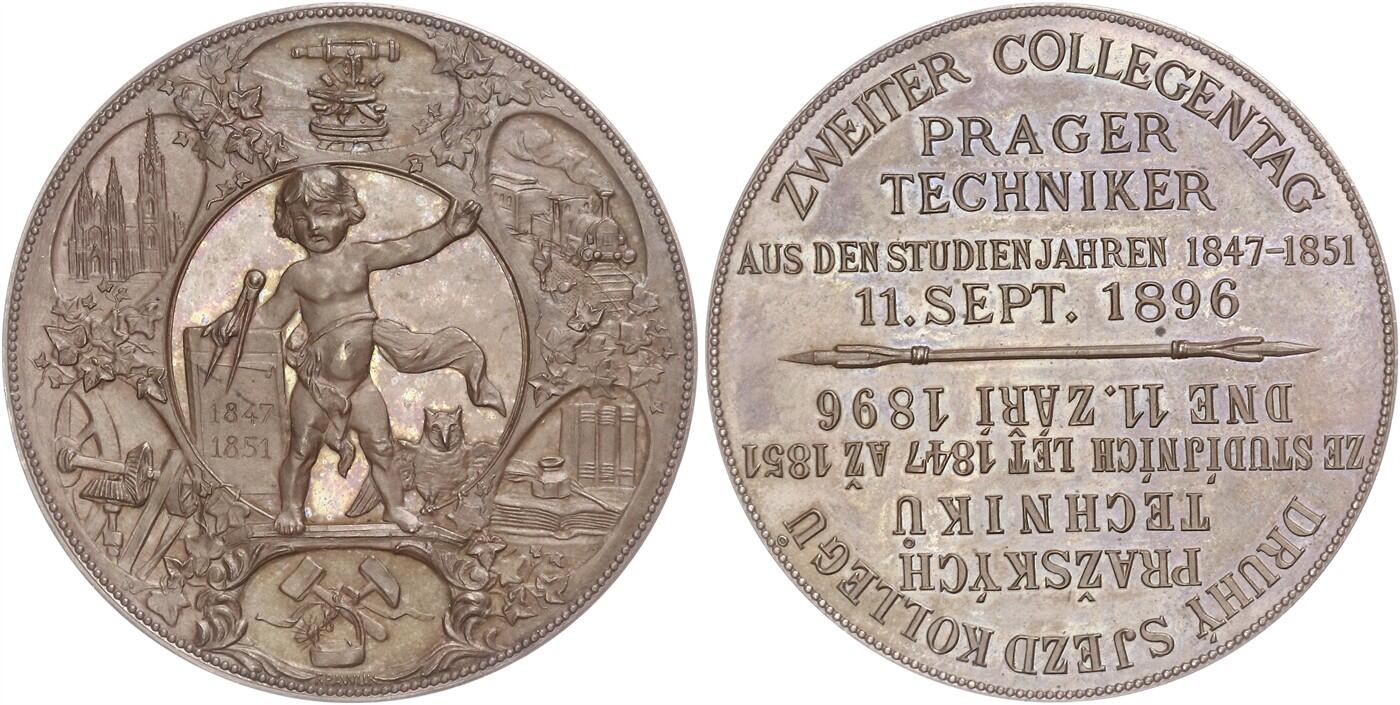 1847
1851
ZWEITER COLLEGENTAG
PRAGER
TECHNIKER
AUS DEN STUDIENJAHREN 1847-1851
11. SEPT. 1896
DRUHÝ SJEZD KOLLEGŮ
PRAŽSKÝCH
TECHNIKŮ
ZE STUDIJNÍCH LÉT 1847 AŽ 1851
DNE 11. ZÁŘÍ 1896